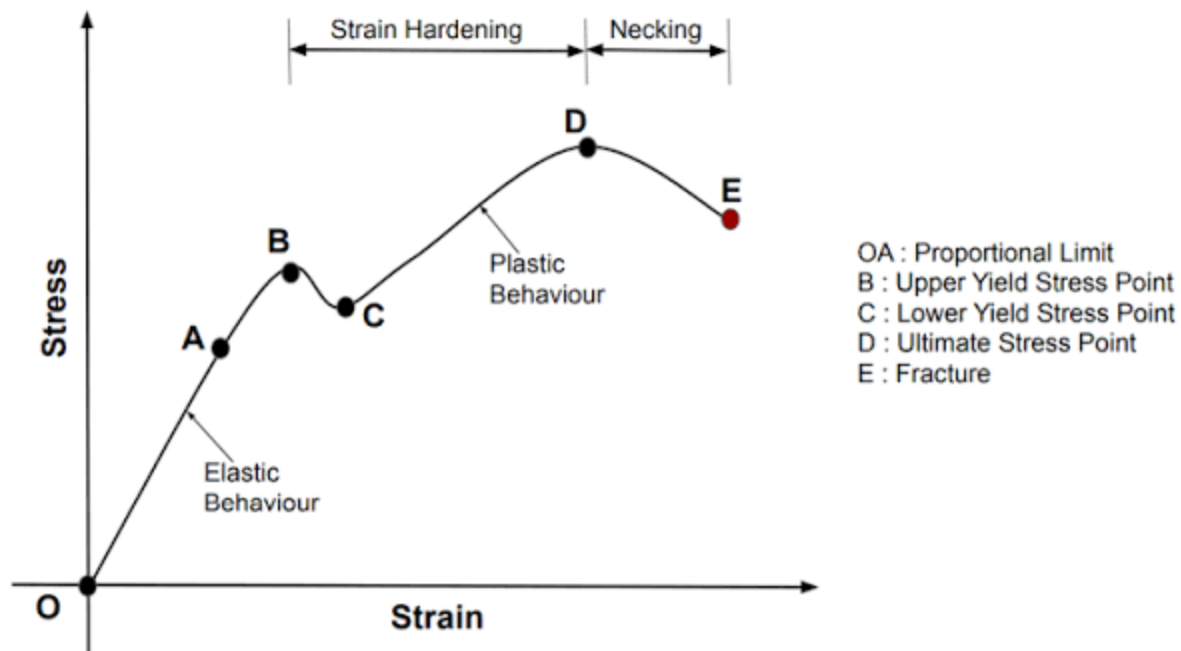 Strain Hardening
Necking
D
E
B
Plastic
Behaviour
C
A
Stress
Elastic
Behaviour
O
Strain
OA : Proportional Limit
B : Upper Yield Stress Point
C : Lower Yield Stress Point
D : Ultimate Stress Point
E : Fracture